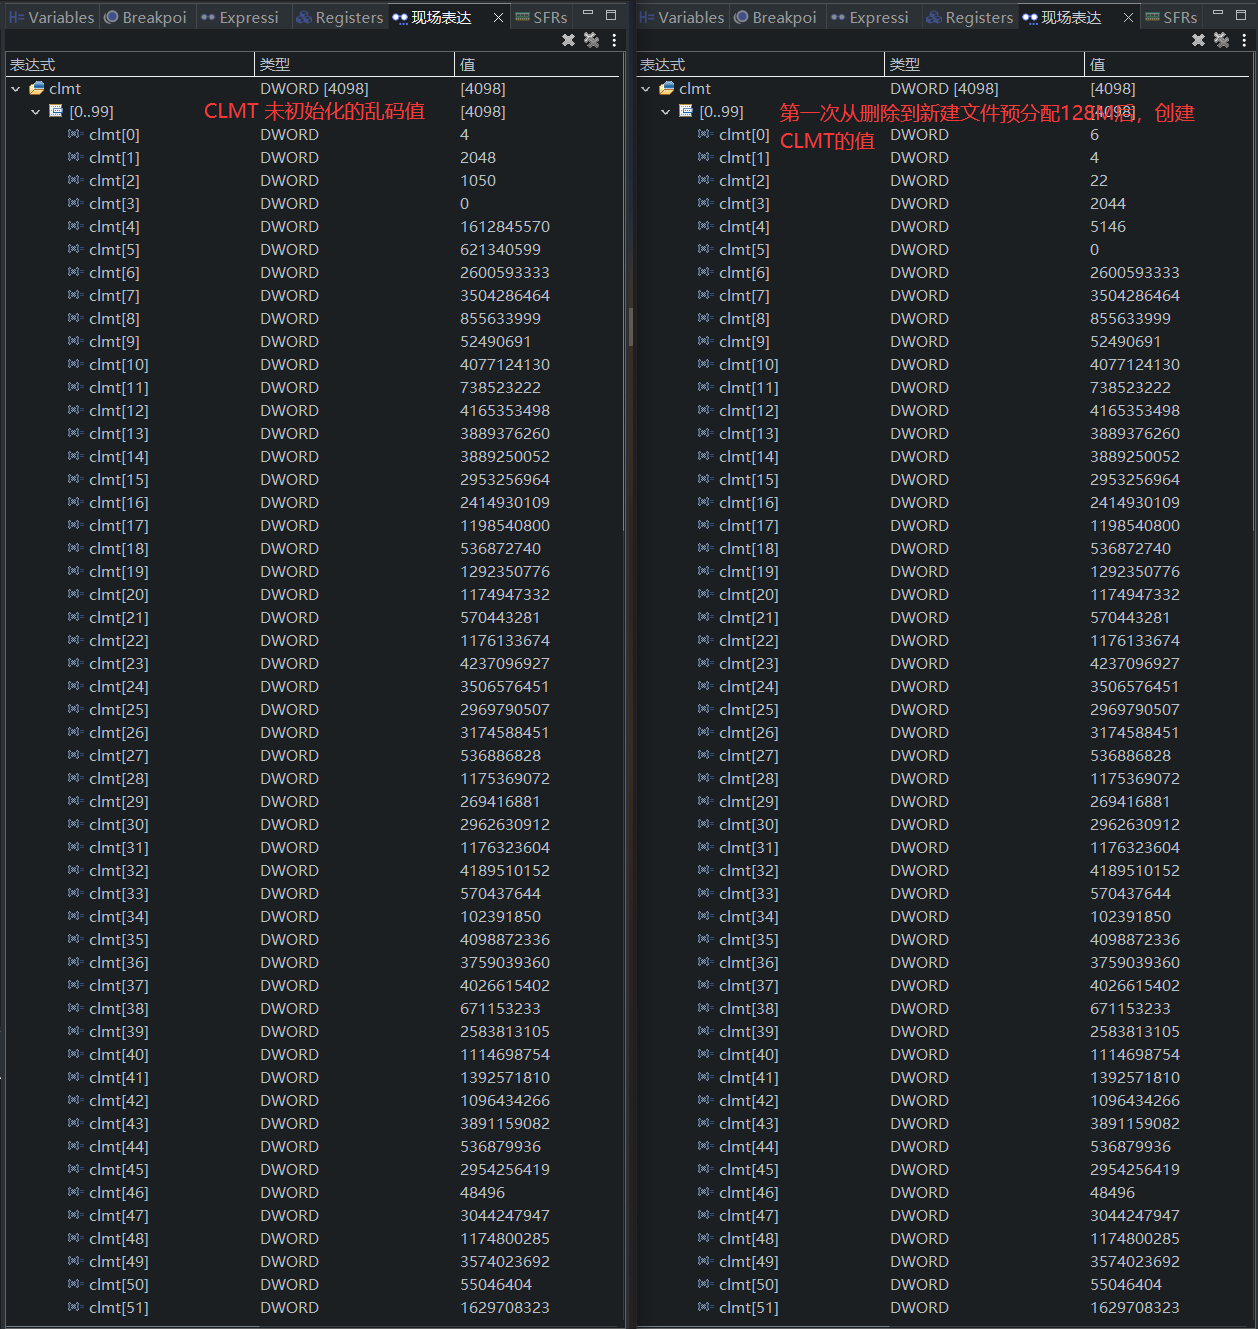 Variables Breakpoi Expressi Registers 现场表达 SFRs
表达式 类型 值
clmt DWORD [4098] [4098]
[0..99] CLMT 未初始化的乱码值 [4098]
clmt[0] DWORD 4
clmt[1] DWORD 2048
clmt[2] DWORD 1050
clmt[3] DWORD 0
clmt[4] DWORD 1612845570
clmt[5] DWORD 621340599
clmt[6] DWORD 2600593333
clmt[7] DWORD 3504286464
clmt[8] DWORD 855633999
clmt[9] DWORD 52490691
clmt[10] DWORD 4077124130
clmt[11] DWORD 738523222
clmt[12] DWORD 4165353498
clmt[13] DWORD 3889376260
clmt[14] DWORD 3889250052
clmt[15] DWORD 2953256964
clmt[16] DWORD 2414930109
clmt[17] DWORD 1198540800
clmt[18] DWORD 536872740
clmt[19] DWORD 1292350776
clmt[20] DWORD 1174947332
clmt[21] DWORD 570443281
clmt[22] DWORD 1176133674
clmt[23] DWORD 4237096927
clmt[24] DWORD 3506576451
clmt[25] DWORD 2969790507
clmt[26] DWORD 3174588451
clmt[27] DWORD 536886828
clmt[28] DWORD 1175369072
clmt[29] DWORD 269416881
clmt[30] DWORD 2962630912
clmt[31] DWORD 1176323604
clmt[32] DWORD 4189510152
clmt[33] DWORD 570437644
clmt[34] DWORD 102391850
clmt[35] DWORD 4098872336
clmt[36] DWORD 3759039360
clmt[37] DWORD 4026615402
clmt[38] DWORD 671153233
clmt[39] DWORD 2583813105
clmt[40] DWORD 1114698754
clmt[41] DWORD 1392571810
clmt[42] DWORD 1096434266
clmt[43] DWORD 3891159082
clmt[44] DWORD 536879936
clmt[45] DWORD 2954256419
clmt[46] DWORD 48496
clmt[47] DWORD 3044247947
clmt[48] DWORD 1174800285
clmt[49] DWORD 3574023692
clmt[50] DWORD 55046404
clmt[51] DWORD 1629708323
Variables Breakpoi Expressi Registers 现场表达 SFRs
表达式 类型 值
clmt DWORD [4098] [4098]
[0..99] [4098]
第一次从删除到新建文件预分配128M后，创建
CLMT的值
clmt[0] DWORD 6
clmt[1] DWORD 4
clmt[2] DWORD 22
clmt[3] DWORD 2044
clmt[4] DWORD 5146
clmt[5] DWORD 0
clmt[6] DWORD 2600593333
clmt[7] DWORD 3504286464
clmt[8] DWORD 855633999
clmt[9] DWORD 52490691
clmt[10] DWORD 4077124130
clmt[11] DWORD 738523222
clmt[12] DWORD 4165353498
clmt[13] DWORD 3889376260
clmt[14] DWORD 3889250052
clmt[15] DWORD 2953256964
clmt[16] DWORD 2414930109
clmt[17] DWORD 1198540800
clmt[18] DWORD 536872740
clmt[19] DWORD 1292350776
clmt[20] DWORD 1174947332
clmt[21] DWORD 570443281
clmt[22] DWORD 1176133674
clmt[23] DWORD 4237096927
clmt[24] DWORD 3506576451
clmt[25] DWORD 2969790507
clmt[26] DWORD 3174588451
clmt[27] DWORD 536886828
clmt[28] DWORD 1175369072
clmt[29] DWORD 269416881
clmt[30] DWORD 2962630912
clmt[31] DWORD 1176323604
clmt[32] DWORD 4189510152
clmt[33] DWORD 570437644
clmt[34] DWORD 102391850
clmt[35] DWORD 4098872336
clmt[36] DWORD 3759039360
clmt[37] DWORD 4026615402
clmt[38] DWORD 671153233
clmt[39] DWORD 2583813105
clmt[40] DWORD 1114698754
clmt[41] DWORD 1392571810
clmt[42] DWORD 1096434266
clmt[43] DWORD 3891159082
clmt[44] DWORD 536879936
clmt[45] DWORD 2954256419
clmt[46] DWORD 48496
clmt[47] DWORD 3044247947
clmt[48] DWORD 1174800285
clmt[49] DWORD 3574023692
clmt[50] DWORD 55046404
clmt[51] DWORD 1629708323